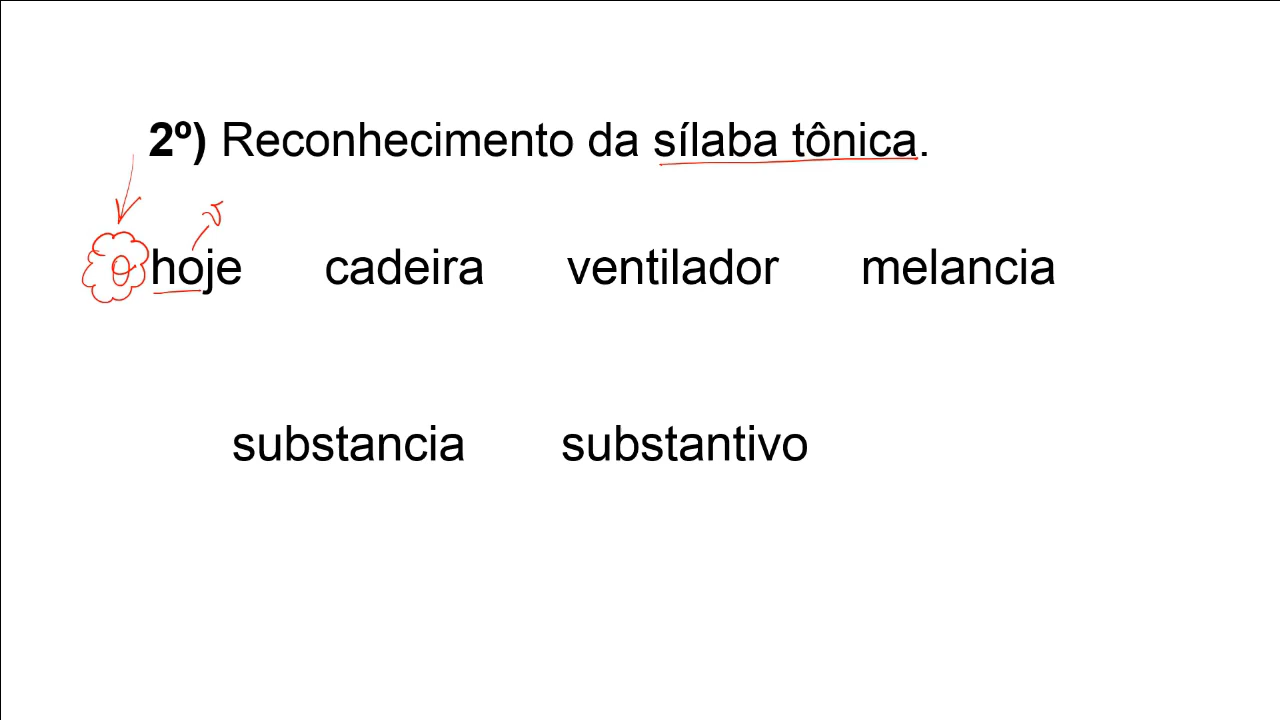 2º) Reconhecimento da sílaba tônica.
O hoje cadeira ventilador melancia
substancia substantivo